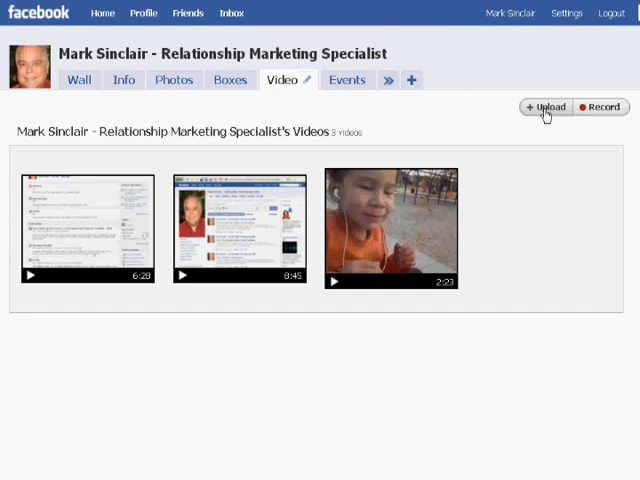 facebook Home Profile Friends Inbox Mark Sinclair Settings Logout
Mark Sinclair - Relationship Marketing Specialist
Wall Info Photos Boxes Video Events » +
+ Upload Record
Mark Sinclair - Relationship Marketing Specialist's Videos 3 videos
6:28 8:45 2:23